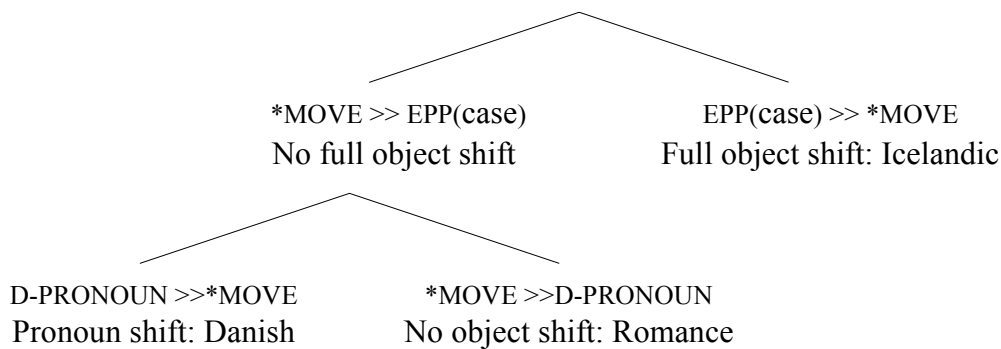 *MOVE >> EPP(case)
No full object shift
EPP(case) >> *MOVE
Full object shift: Icelandic
D-PRONOUN >>*MOVE
Pronoun shift: Danish
*MOVE >>D-PRONOUN
No object shift: Romance